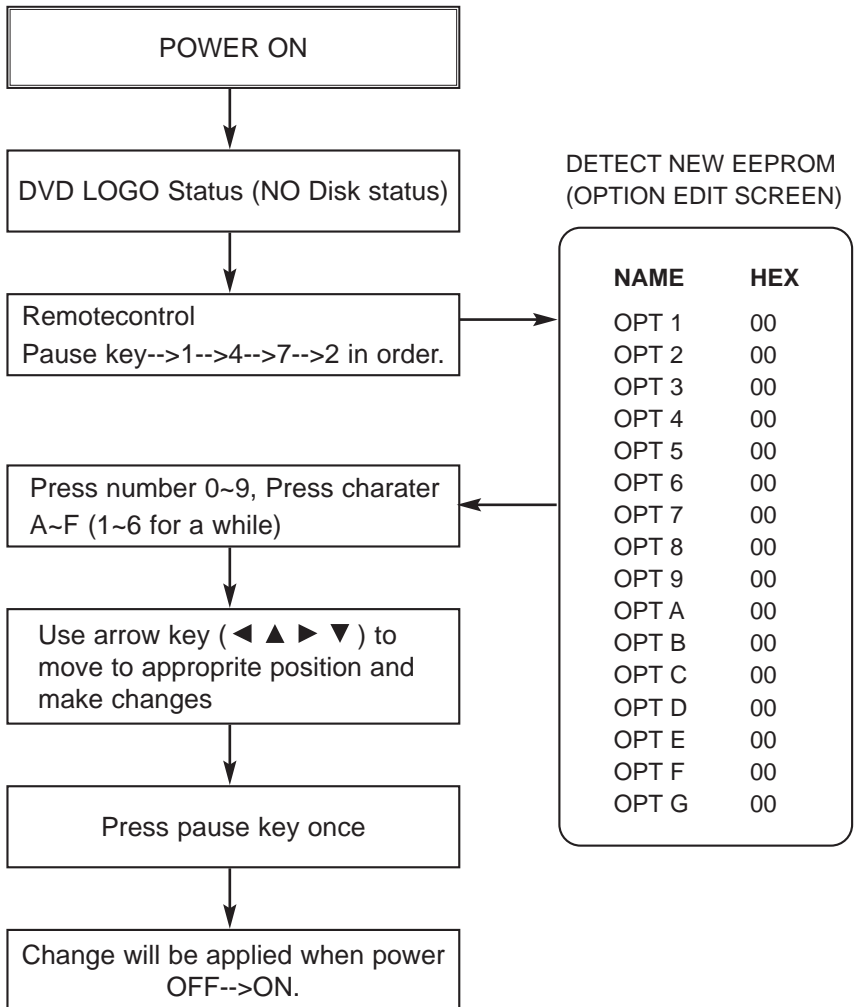 POWER ON
DVD LOGO Status (NO Disk status)
Remotecontrol
Pause key-->1-->4-->7-->2 in order.
DETECT NEW EEPROM
(OPTION EDIT SCREEN)
NAME HEX
OPT 1 00
OPT 2 00
OPT 3 00
OPT 4 00
OPT 5 00
OPT 6 00
OPT 7 00
OPT 8 00
OPT 9 00
OPT A 00
OPT B 00
OPT C 00
OPT D 00
OPT E 00
OPT F 00
OPT G 00
Press number 0~9, Press charater
A~F (1~6 for a while)
Use arrow key (◀ ▲ ▶ ▼) to
move to approprite position and
make changes
Press pause key once
Change will be applied when power
OFF-->ON.